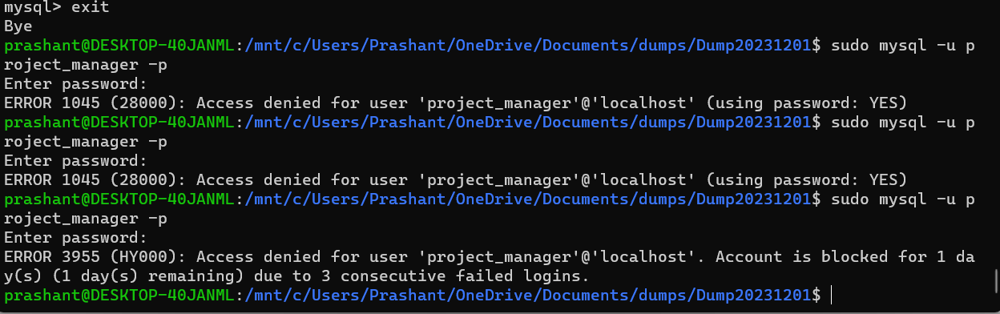 mysql> exit
Bye
prashant@DESKTOP-40JANML:/mnt/c/Users/Prashant/OneDrive/Documents/dumps/Dump20231201$ sudo mysql -u p
roject_manager -p
Enter password:
ERROR 1045 (28000): Access denied for user 'project_manager'@'localhost' (using password: YES)
prashant@DESKTOP-40JANML:/mnt/c/Users/Prashant/OneDrive/Documents/dumps/Dump20231201$ sudo mysql -u p
roject_manager -p
Enter password:
ERROR 1045 (28000): Access denied for user 'project_manager'@'localhost' (using password: YES)
prashant@DESKTOP-40JANML:/mnt/c/Users/Prashant/OneDrive/Documents/dumps/Dump20231201$ sudo mysql -u p
roject_manager -p
Enter password:
ERROR 3955 (HY000): Access denied for user 'project_manager'@'localhost'. Account is blocked for 1 da
y(s) (1 day(s) remaining) due to 3 consecutive failed logins.
prashant@DESKTOP-40JANML:/mnt/c/Users/Prashant/OneDrive/Documents/dumps/Dump20231201$